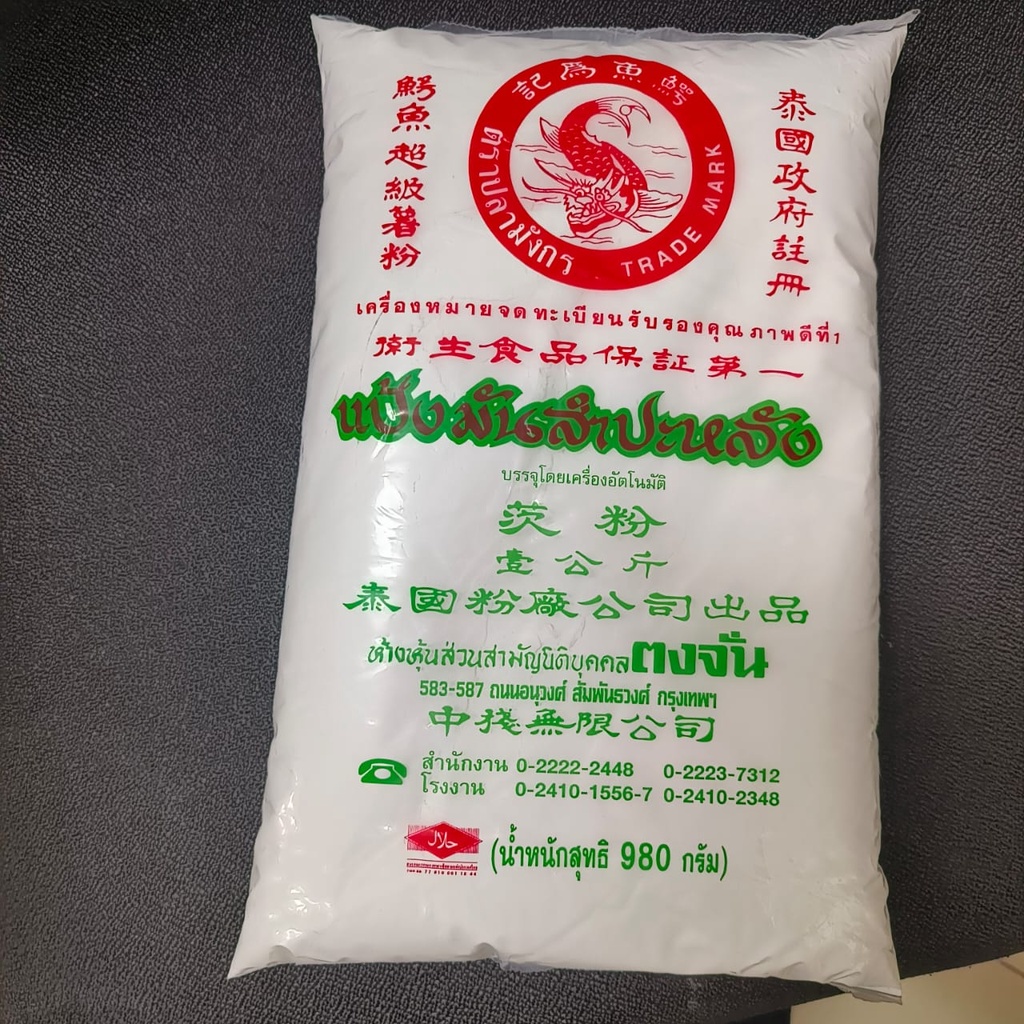 鰐魚為記
ตราปลามังกร
TRADE MARK
鰐魚超級薯粉
泰國政府註冊
เครื่องหมายจดทะเบียนรับรองคุณภาพดีที่1
衛生食品保証第一
แป้งมันสำปะหลัง
บรรจุโดยเครื่องอัตโนมัติ
茨粉
壹公斤
泰國粉廠公司出品
ห้างหุ้นส่วนสามัญนิติบุคคลตงจั่น
583-587 ถนนอนุวงศ์ สัมพันธวงศ์ กรุงเทพฯ
中棧無限公司
สำนักงาน 0-2222-2448 0-2223-7312
โรงงาน 0-2410-1556-7 0-2410-2348
حلال
(น้ำหนักสุทธิ 980 กรัม)